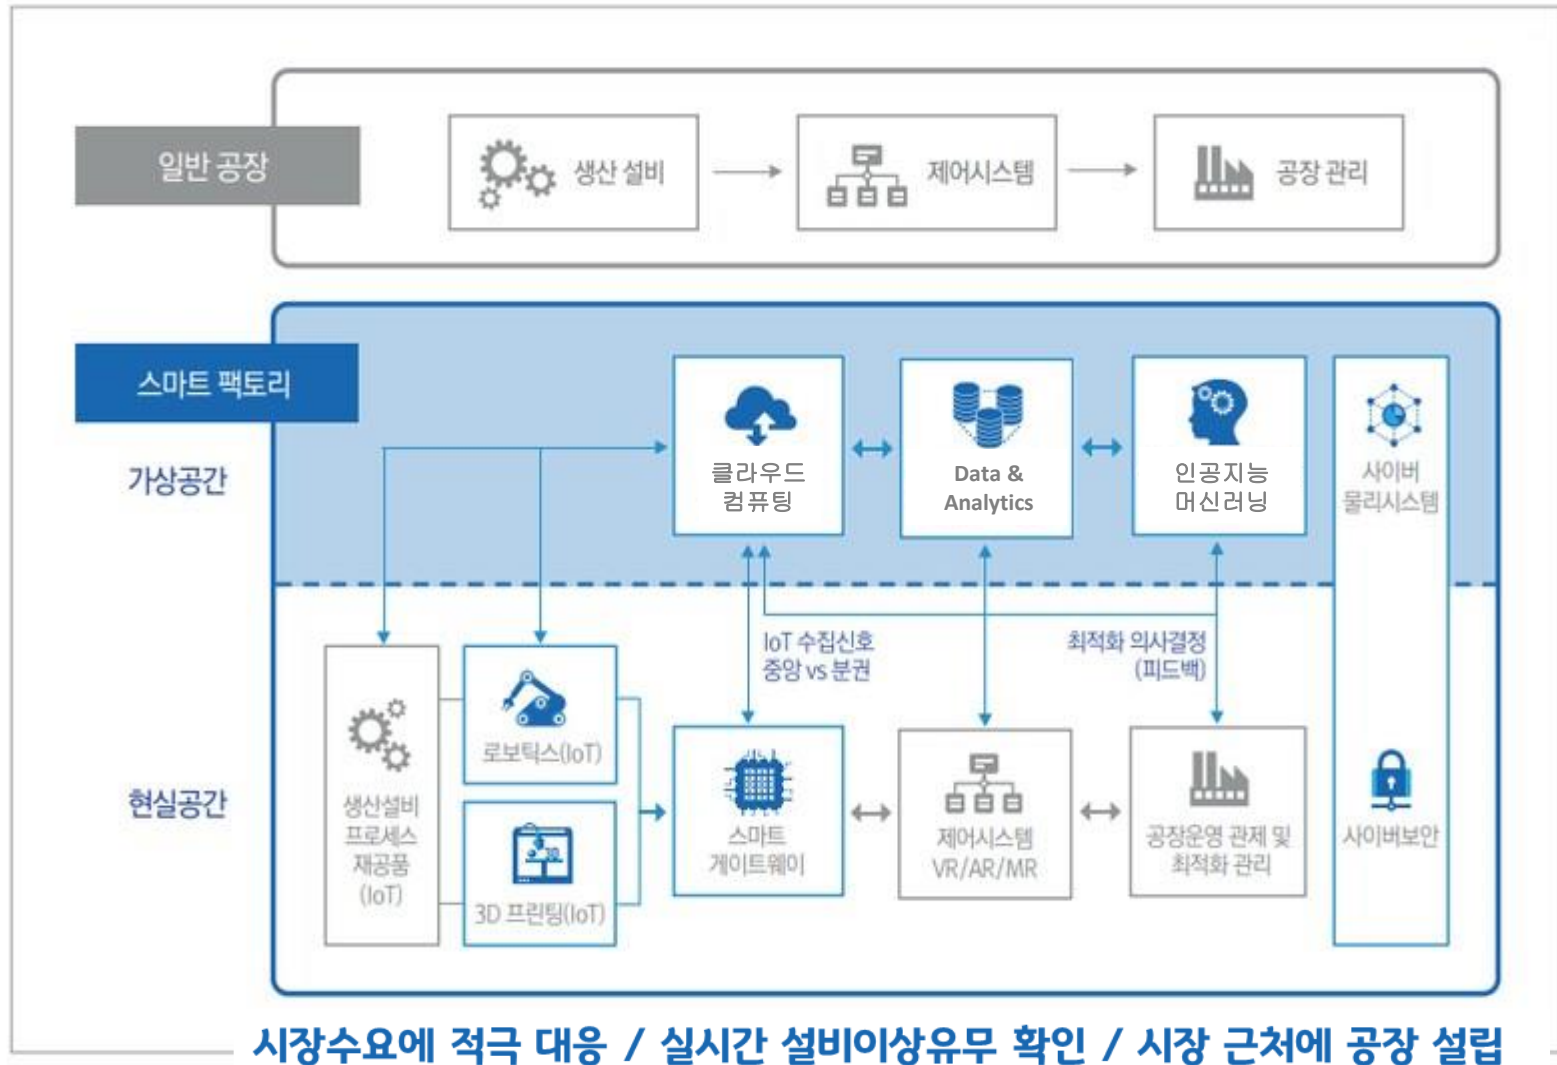 일반 공장
생산 설비
제어시스템
공장 관리
스마트 팩토리
가상공간
클라우드
컴퓨팅
Data &
Analytics
인공지능
머신러닝
사이버
물리시스템
IoT 수집신호
중앙 vs 분권
최적화 의사결정
(피드백)
현실공간
생산설비
프로세스
재공품
(IoT)
로보틱스(IoT)
3D 프린팅(IoT)
스마트
게이트웨이
제어시스템
VR/AR/MR
공장운영 관제 및
최적화 관리
사이버보안
시장수요에 적극 대응 / 실시간 설비이상유무 확인 / 시장 근처에 공장 설립